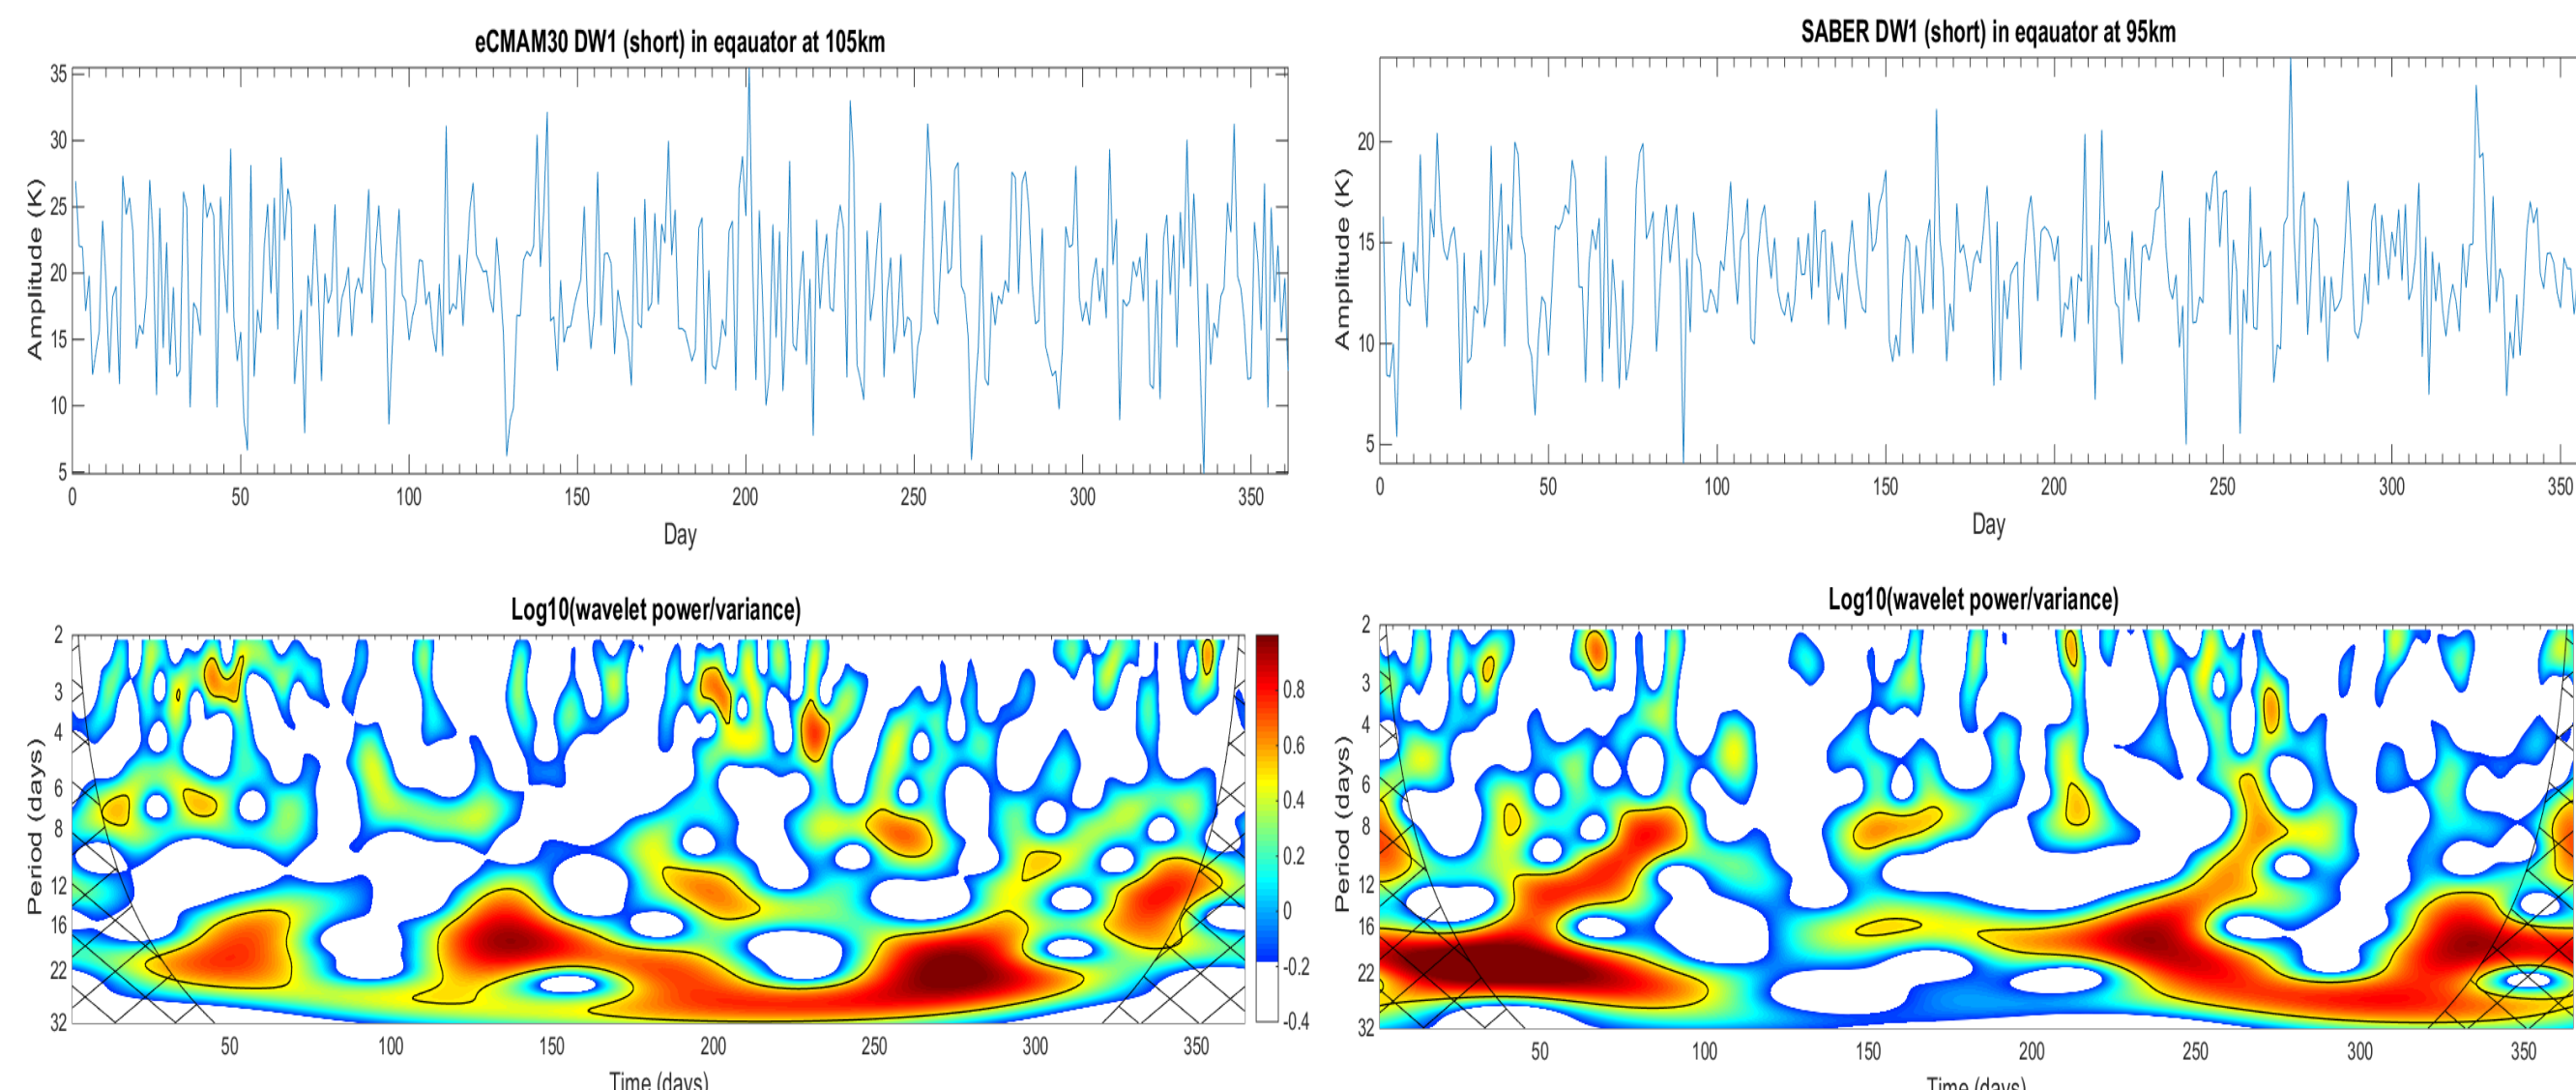 eCMAM30 DW1 (short) in eqauator at 105km
35
30
25
20
15
10
5
Amplitude (K)
0 50 100 150 200 250 300 350
Day
SABER DW1 (short) in eqauator at 95km
20
15
10
5
Amplitude (K)
0 50 100 150 200 250 300 350
Day
Log10(wavelet power/variance)
2
3
4
6
8
12
16
22
32
Period (days)
50 100 150 200 250 300 350
Time (days)
0.8
0.6
0.4
0.2
0
-0.2
-0.4
Log10(wavelet power/variance)
2
3
4
6
8
12
16
22
32
Period (days)
50 100 150 200 250 300 350
Time (days)